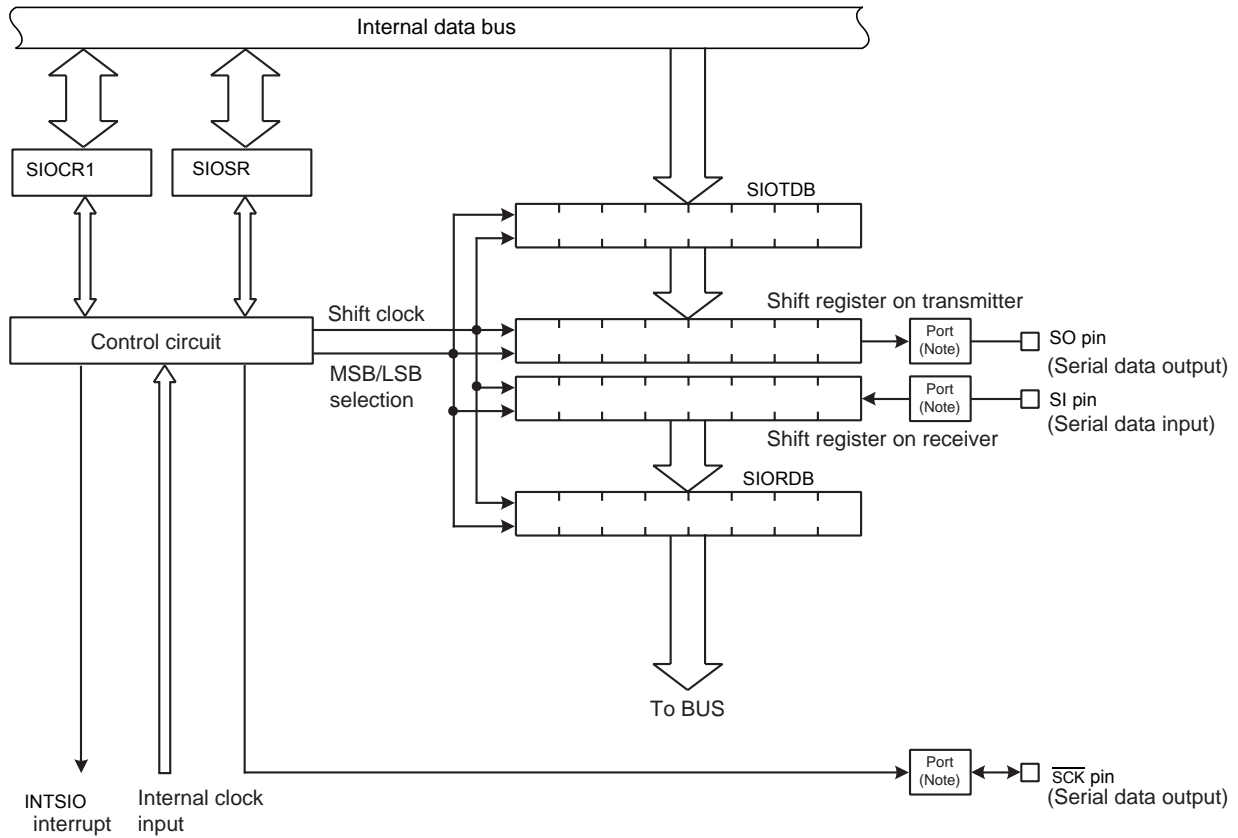 Internal data bus
SIOCR1
SIOSR
SIOTDB
Shift register on transmitter
Shift clock
Control circuit
MSB/LSB
selection
Port
(Note)
SO pin
(Serial data output)
Port
(Note)
SI pin
(Serial data input)
Shift register on receiver
SIORDB
To BUS
Port
(Note)
SCK pin
(Serial data output)
INTSIO
interrupt
Internal clock
input